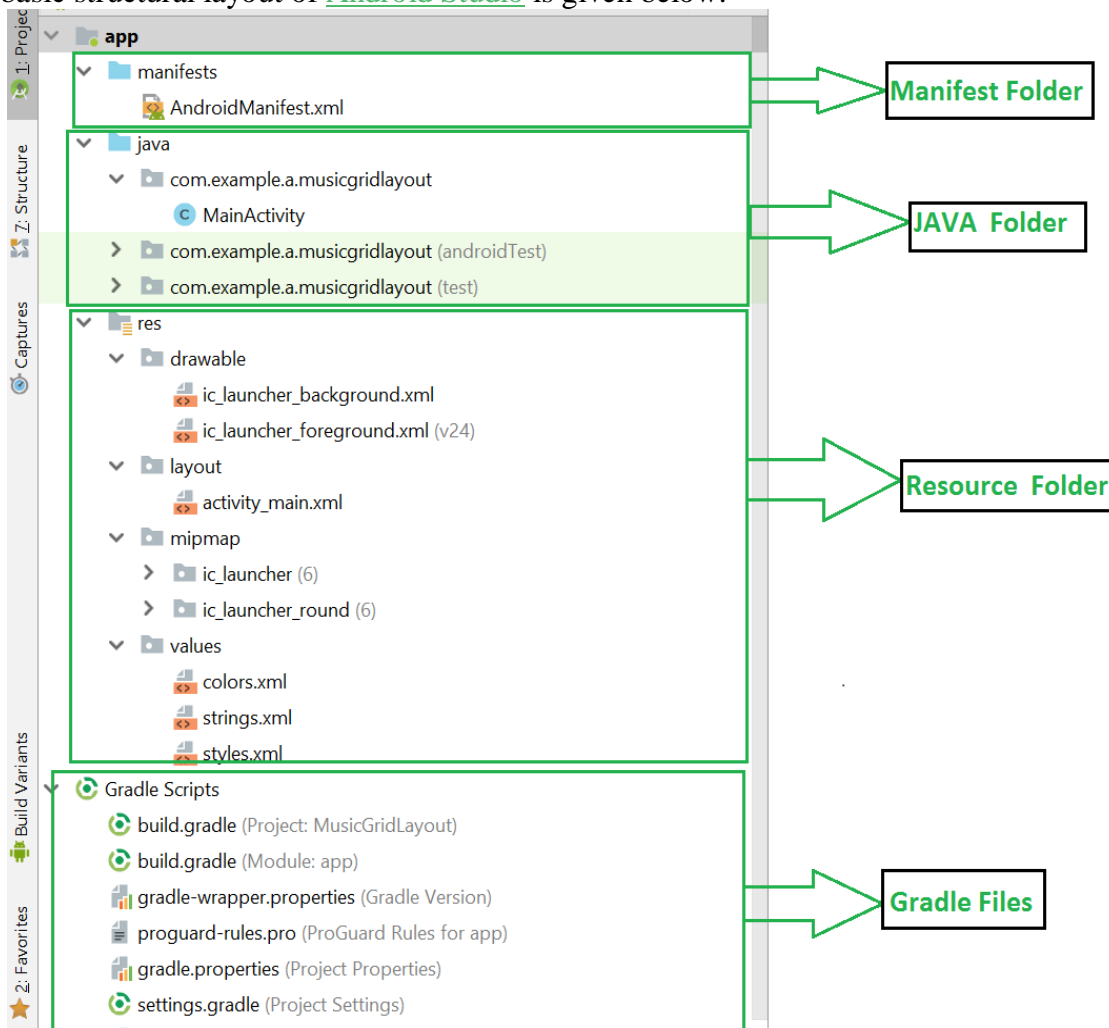 basic structural layout of Android Studio is given below:
1: Project
app
manifests
AndroidManifest.xml
Manifest Folder
java
com.example.a.musicgridlayout
MainActivity
com.example.a.musicgridlayout (androidTest)
com.example.a.musicgridlayout (test)
JAVA Folder
7: Structure
Captures
res
drawable
ic_launcher_background.xml
ic_launcher_foreground.xml (v24)
layout
activity_main.xml
mipmap
ic_launcher (6)
ic_launcher_round (6)
values
colors.xml
strings.xml
styles.xml
Resource Folder
Build Variants
2: Favorites
Gradle Scripts
build.gradle (Project: MusicGridLayout)
build.gradle (Module: app)
gradle-wrapper.properties (Gradle Version)
proguard-rules.pro (ProGuard Rules for app)
gradle.properties (Project Properties)
settings.gradle (Project Settings)
Gradle Files